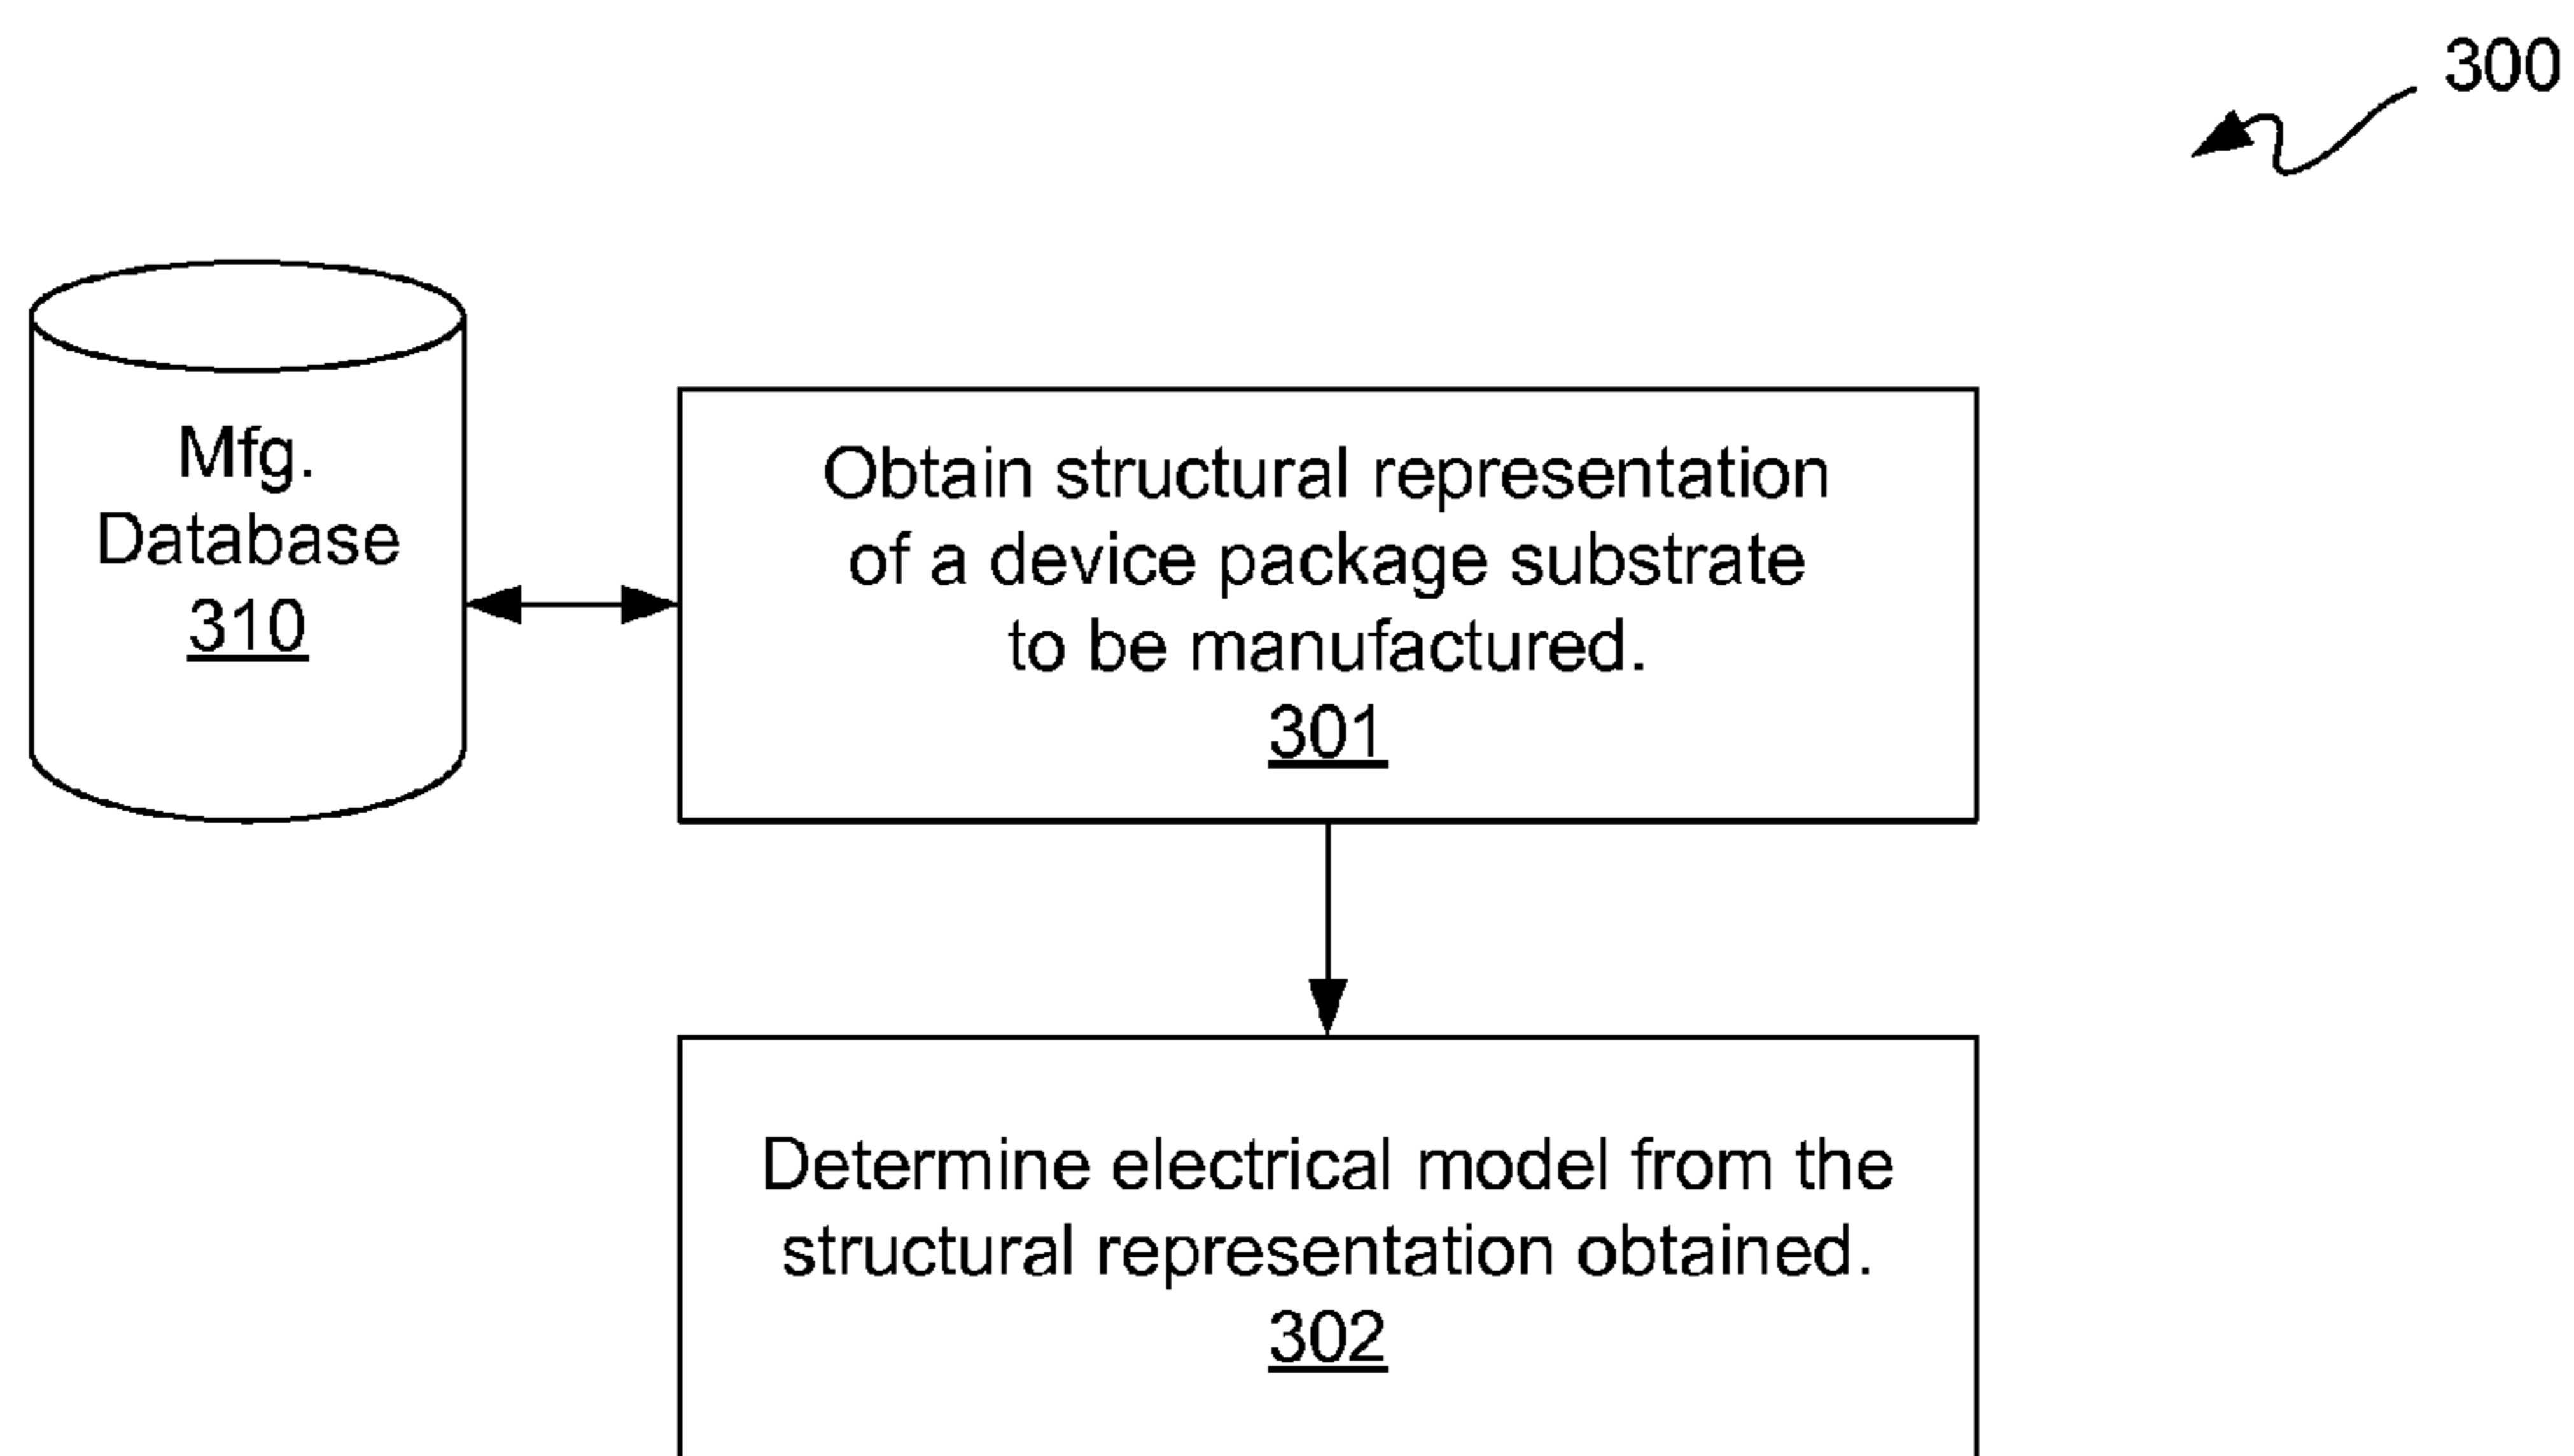 300
Mfg.
Database
310
Obtain structural representation
of a device package substrate
to be manufactured.
301
Determine electrical model from the
structural representation obtained.
302